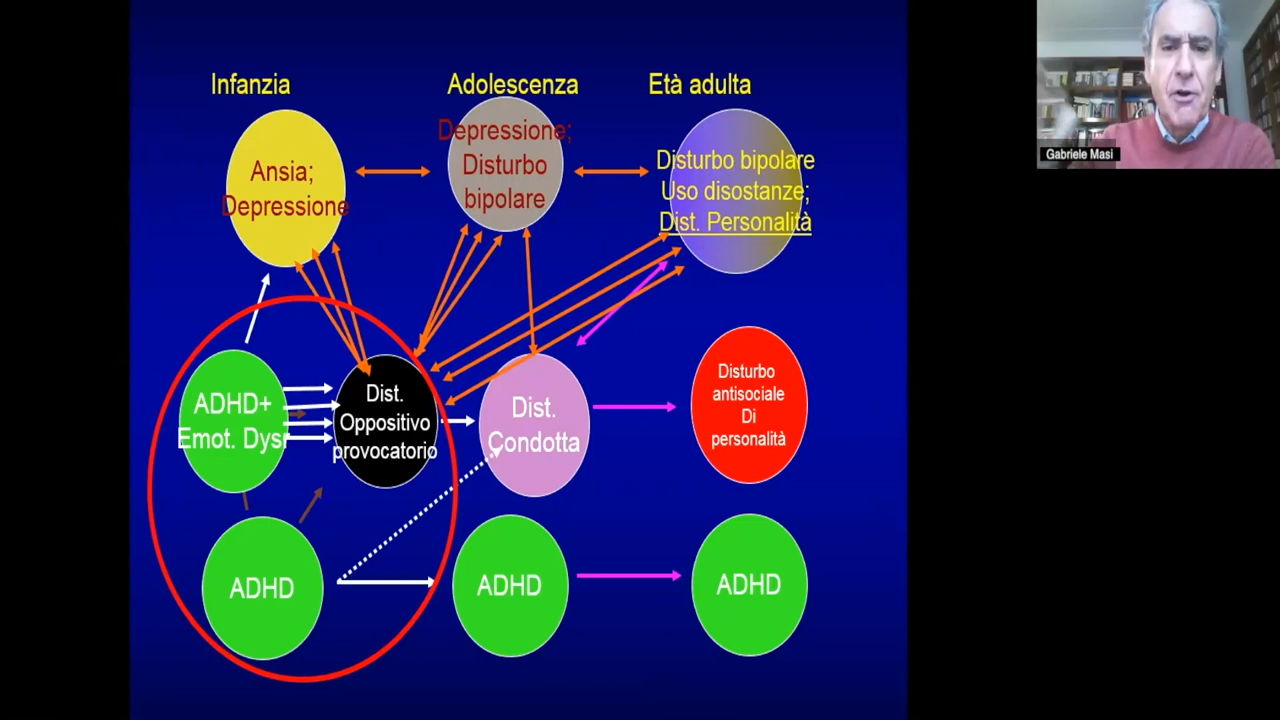 Infanzia
Adolescenza
Età adulta
Ansia;
Depressione
Depressione;
Disturbo
bipolare
Disturbo bipolare
Uso disostanze;
Dist. Personalità
ADHD+
Emot. Dysr
Dist.
Oppositivo
provocatorio
Dist.
Condotta
Disturbo
antisociale
Di
personalità
ADHD
ADHD
ADHD
Gabriele Masi